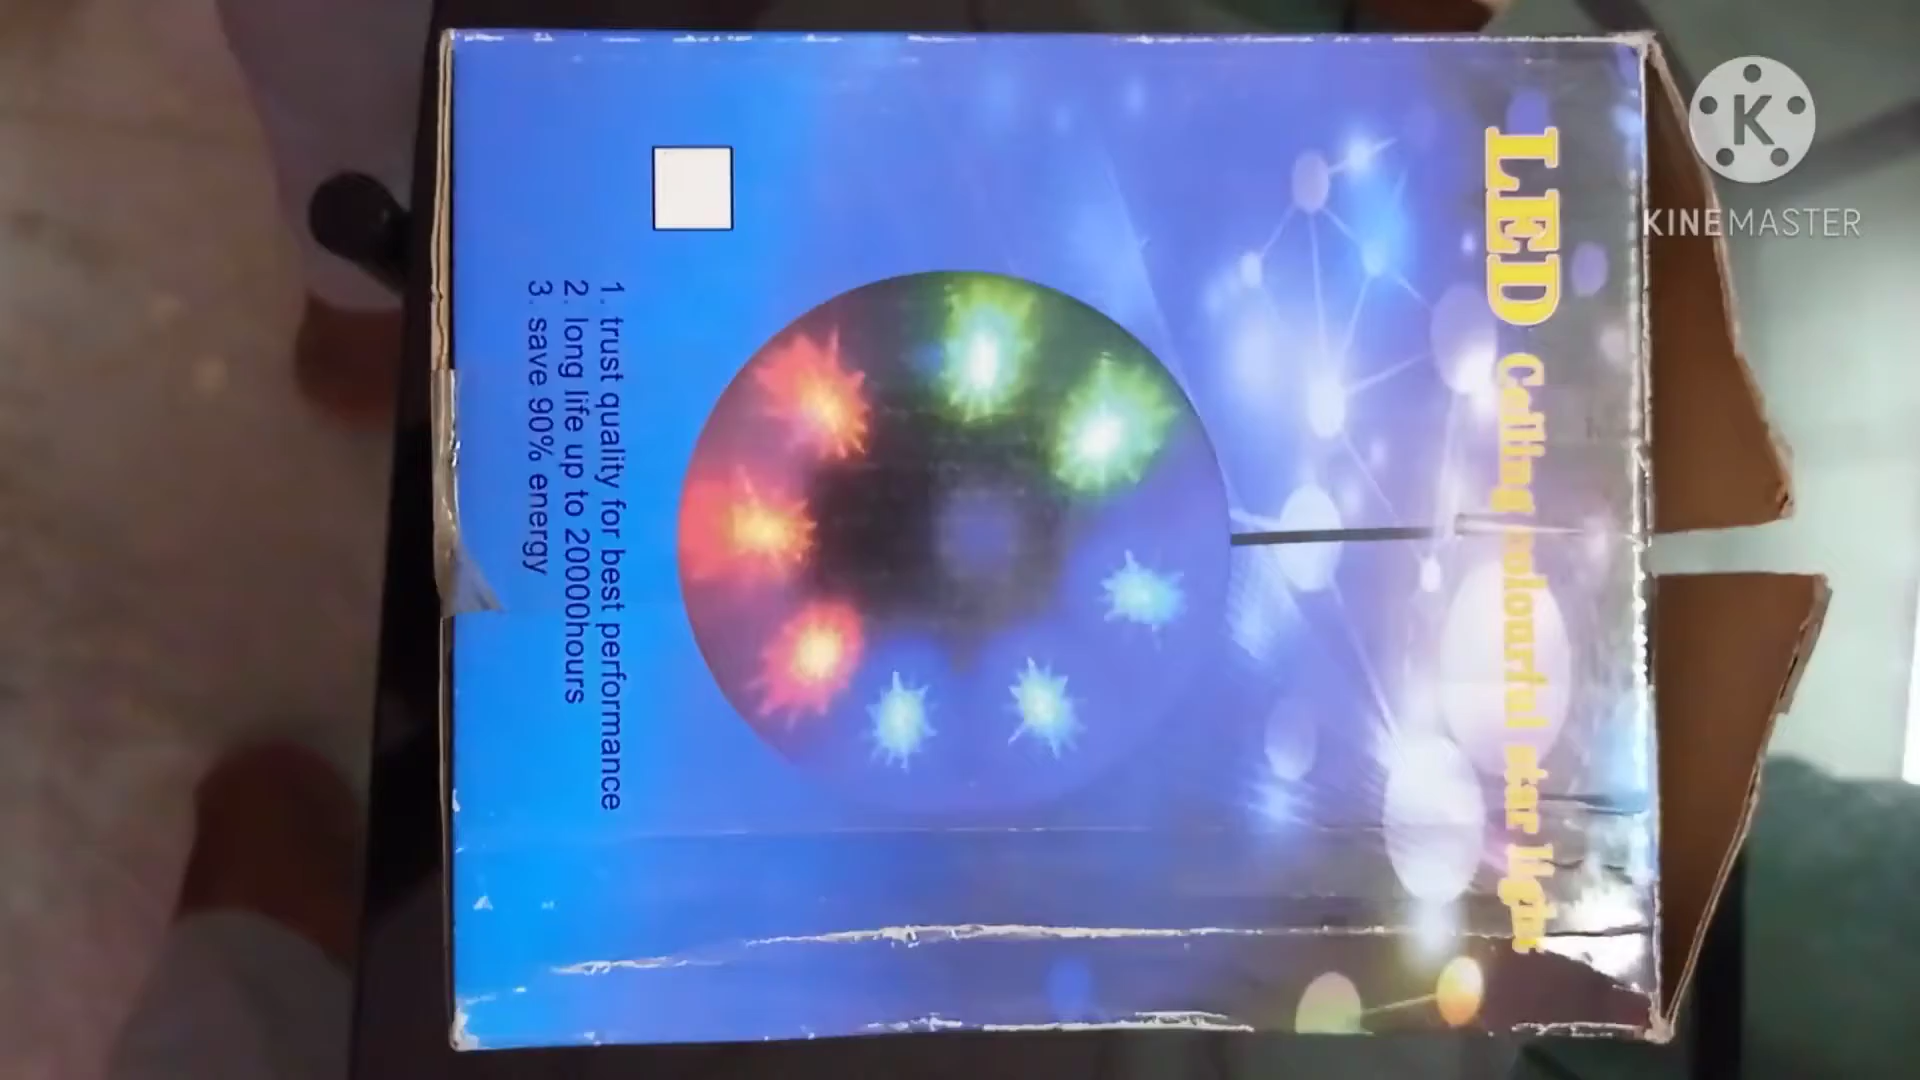 LED Ceiling colourful star light
1. trust quality for best performance
2. long life up to 20000hours
3. save 90% energy
K
KINEMASTER